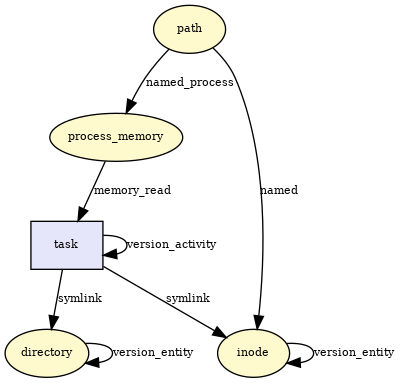 path
named_process
process_memory
memory_read
named
task
version_activity
symlink
symlink
directory
version_entity
inode
version_entity